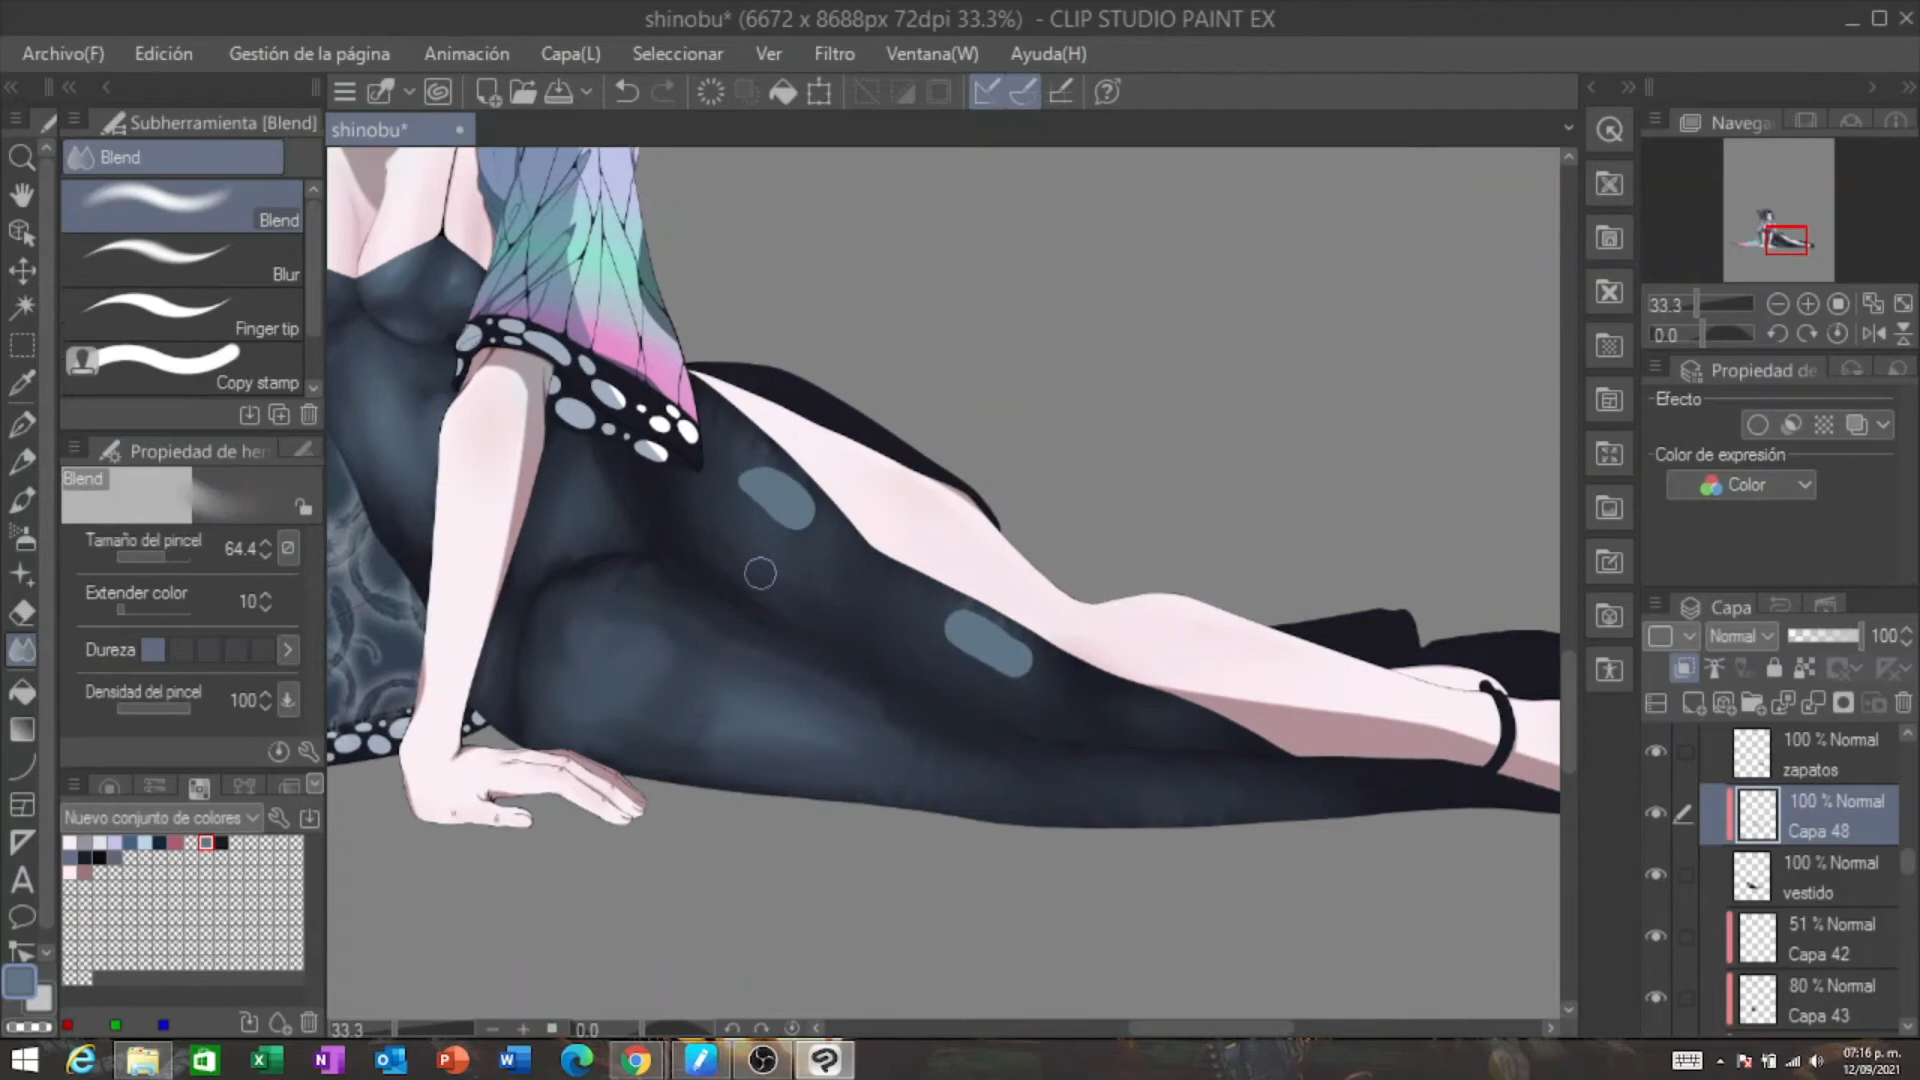 shinobu* (6672 x 8688px 72dpi 33.3%) - CLIP STUDIO PAINT EX
Archivo(F) Edición Gestión de la página Animación Capa(L) Seleccionar Ver Filtro Ventana(W) Ayuda(H)
Subherramienta [Blend]
Blend
Blend
Blur
Finger tip
Copy stamp
Propiedad de her
Blend
Tamaño del pincel 64.4
Extender color 10
Dureza
Densidad del pincel 100
Nuevo conjunto de colores
shinobu*
33.3 0.0
Navega
33.3
0.0
Propiedad de
Efecto
Color de expresión
Color
Capa
Normal 100
100 % Normal
zapatos
100 % Normal
Capa 48
100 % Normal
vestido
51 % Normal
Capa 42
80 % Normal
Capa 43
07:16 p. m.
12/09/2021